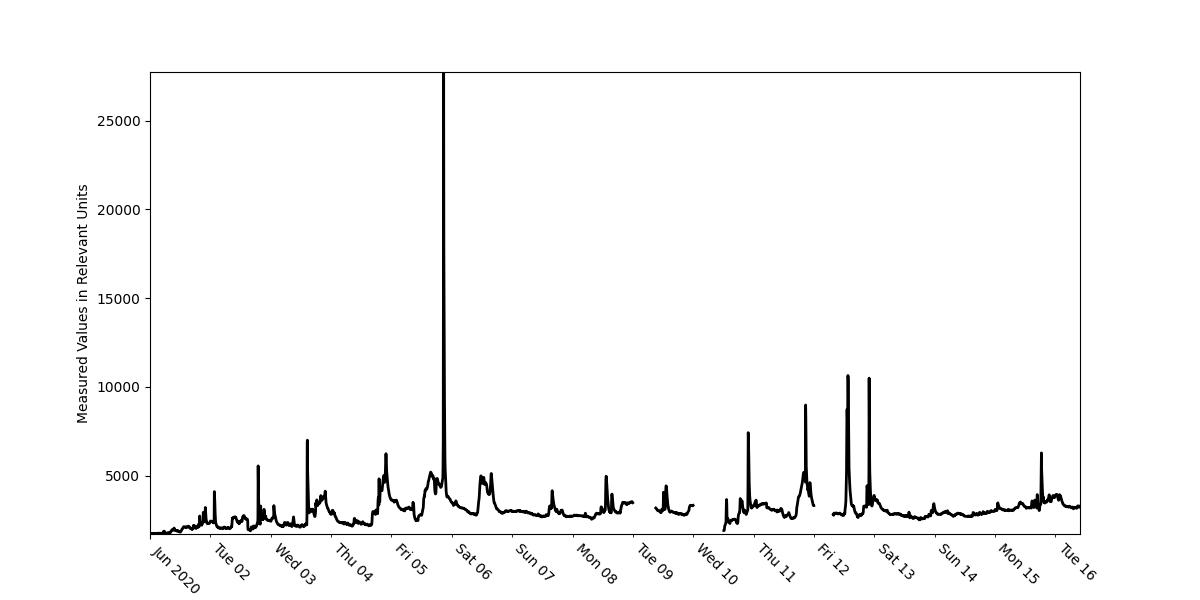 Measured Values in Relevant Units
25000
20000
15000
10000
5000
Jun 2020
Tue 02
Wed 03
Thu 04
Fri 05
Sat 06
Sun 07
Mon 08
Tue 09
Wed 10
Thu 11
Fri 12
Sat 13
Sun 14
Mon 15
Tue 16